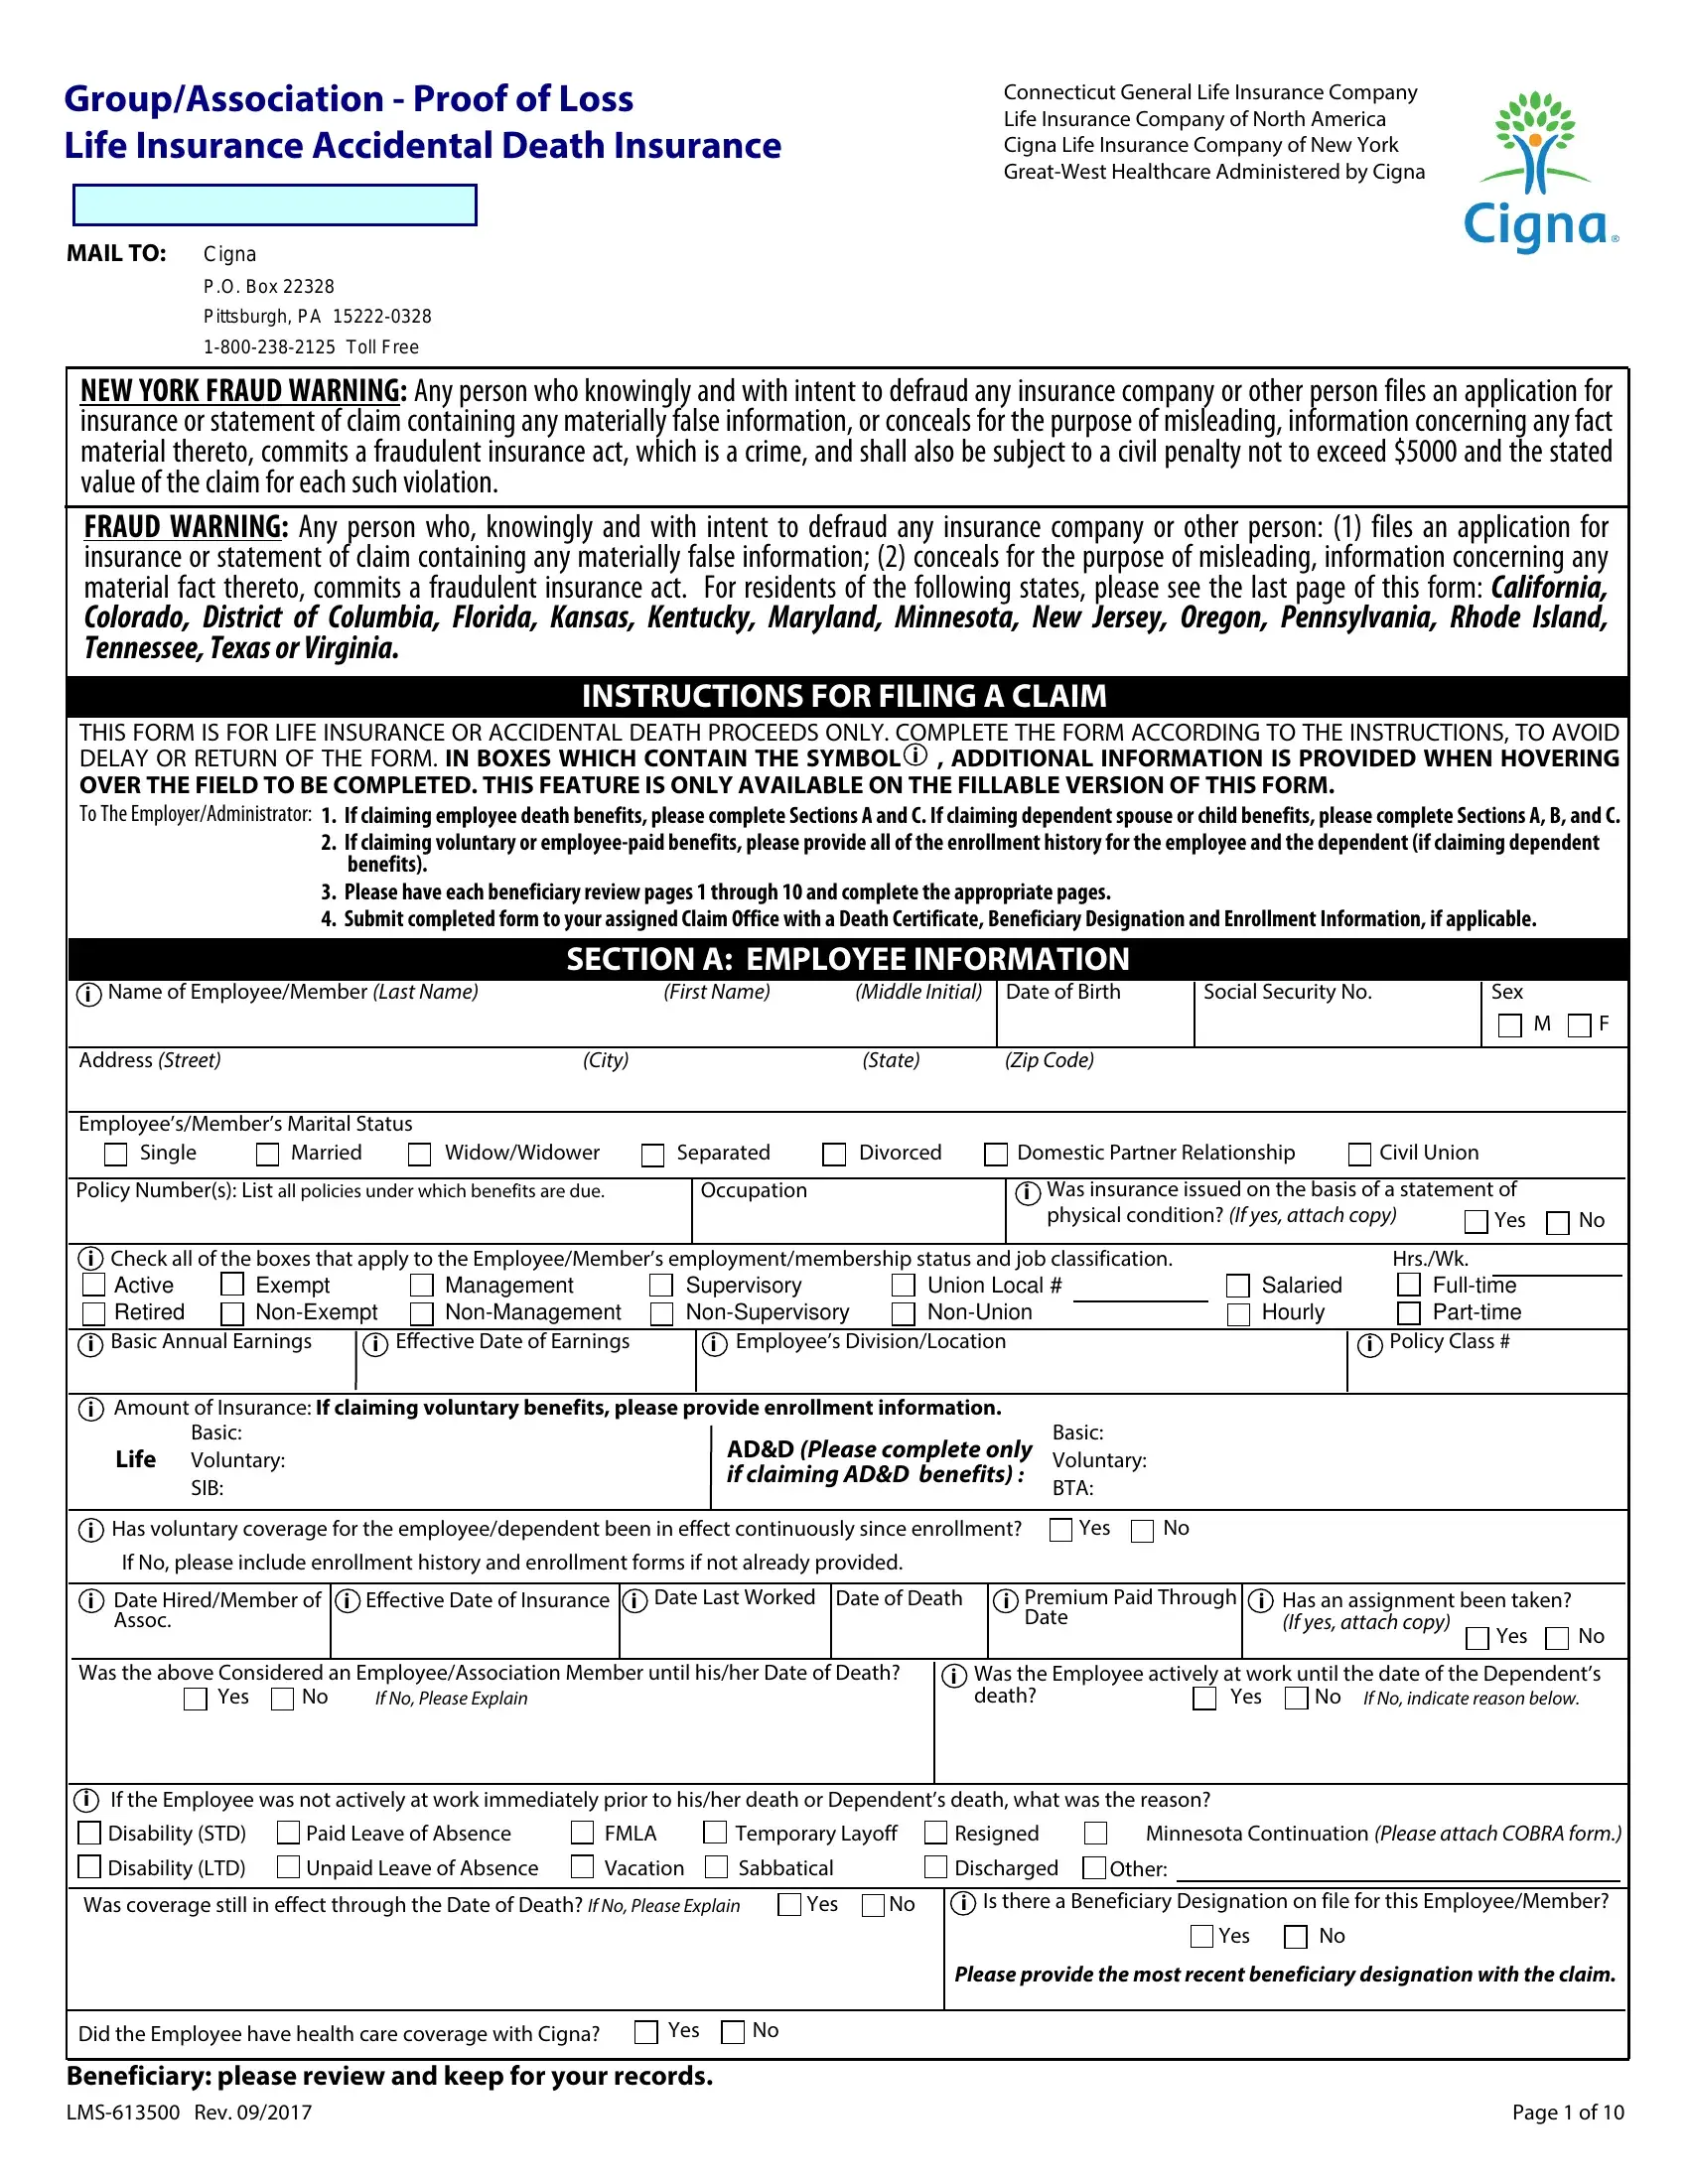 Group/Association - Proof of Loss
Life Insurance Accidental Death Insurance
Connecticut General Life Insurance Company
Life Insurance Company of North America
Cigna Life Insurance Company of New York
Great-West Healthcare Administered by Cigna
Cigna®
MAIL TO: Cigna
P.O. Box 22328
Pittsburgh, PA 15222-0328
1-800-238-2125 Toll Free
NEW YORK FRAUD WARNING: Any person who knowingly and with intent to defraud any insurance company or other person files an application for
insurance or statement of claim containing any materially false information, or conceals for the purpose of misleading, information concerning any fact
material thereto, commits a fraudulent insurance act, which is a crime, and shall also be subject to a civil penalty not to exceed $5000 and the stated
value of the claim for each such violation.
FRAUD WARNING: Any person who, knowingly and with intent to defraud any insurance company or other person: (1) files an application for
insurance or statement of claim containing any materially false information; (2) conceals for the purpose of misleading, information concerning any
material fact thereto, commits a fraudulent insurance act. For residents of the following states, please see the last page of this form: California,
Colorado, District of Columbia, Florida, Kansas, Kentucky, Maryland, Minnesota, New Jersey, Oregon, Pennsylvania, Rhode Island,
Tennessee, Texas or Virginia.
INSTRUCTIONS FOR FILING A CLAIM
THIS FORM IS FOR LIFE INSURANCE OR ACCIDENTAL DEATH PROCEEDS ONLY. COMPLETE THE FORM ACCORDING TO THE INSTRUCTIONS, TO AVOID
DELAY OR RETURN OF THE FORM. IN BOXES WHICH CONTAIN THE SYMBOL i , ADDITIONAL INFORMATION IS PROVIDED WHEN HOVERING
OVER THE FIELD TO BE COMPLETED. THIS FEATURE IS ONLY AVAILABLE ON THE FILLABLE VERSION OF THIS FORM.
To The Employer/Administrator: 1. If claiming employee death benefits, please complete Sections A and C. If claiming dependent spouse or child benefits, please complete Sections A, B, and C.
2. If claiming voluntary or employee-paid benefits, please provide all of the enrollment history for the employee and the dependent (if claiming dependent
benefits).
3. Please have each beneficiary review pages 1 through 10 and complete the appropriate pages.
4. Submit completed form to your assigned Claim Office with a Death Certificate, Beneficiary Designation and Enrollment Information, if applicable.
SECTION A: EMPLOYEE INFORMATION
i Name of Employee/Member (Last Name) (First Name) (Middle Initial) Date of Birth Social Security No. Sex
M F
Address (Street) (City) (State) (Zip Code)
Employee's/Member's Marital Status
Single Married Widow/Widower Separated Divorced Domestic Partner Relationship Civil Union
Policy Number(s): List all policies under which benefits are due. Occupation i Was insurance issued on the basis of a statement of
physical condition? (If yes, attach copy) Yes No
i Check all of the boxes that apply to the Employee/Member's employment/membership status and job classification. Hrs./Wk.
Active Exempt Management Supervisory Union Local # Salaried Full-time
Retired Non-Exempt Non-Management Non-Supervisory Non-Union Hourly Part-time
i Basic Annual Earnings i Effective Date of Earnings i Employee's Division/Location i Policy Class #
i Amount of Insurance: If claiming voluntary benefits, please provide enrollment information.
Life Basic:
Voluntary:
SIB:
AD&D (Please complete only
if claiming AD&D benefits) :
Basic:
Voluntary:
BTA:
i Has voluntary coverage for the employee/dependent been in effect continuously since enrollment? Yes No
If No, please include enrollment history and enrollment forms if not already provided.
i Date Hired/Member of
Assoc.
i Effective Date of Insurance i Date Last Worked Date of Death i Premium Paid Through
Date
i Has an assignment been taken?
(If yes, attach copy) Yes No
Was the above Considered an Employee/Association Member until his/her Date of Death?
Yes No If No, Please Explain
i Was the Employee actively at work until the date of the Dependent's
death? Yes No If No, indicate reason below.
i If the Employee was not actively at work immediately prior to his/her death or Dependent's death, what was the reason?
Disability (STD) Paid Leave of Absence FMLA Temporary Layoff Resigned Minnesota Continuation (Please attach COBRA form.)
Disability (LTD) Unpaid Leave of Absence Vacation Sabbatical Discharged Other:
Was coverage still in effect through the Date of Death? If No, Please Explain Yes No
i Is there a Beneficiary Designation on file for this Employee/Member?
Yes No
Please provide the most recent beneficiary designation with the claim.
Did the Employee have health care coverage with Cigna? Yes No
Beneficiary: please review and keep for your records.
LMS-613500 Rev. 09/2017 Page 1 of 10